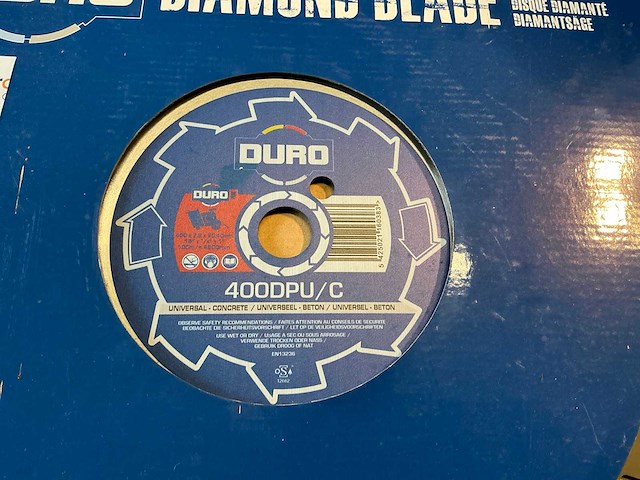 DIAMOND BLADE
DISQUE DIAMANTÉ
DIAMANTSÄGE
DURO
DURO
400DPU/C
UNIVERSAL - CONCRETE / UNIVERSEEL - BETON / UNIVERSEL - BETON
OBSERVE SAFETY RECOMMENDATIONS / FAITES ATTENTION AU CONSEILS DE SECURITE
BEOBACHTE DIE SICHERHEITSVORSCHRIFT / LET OP DE VEILIGHEIDSVOORSCHRIFTEN
USE WET OR DRY / USAGE A SEC OU SOUS ARROSAGE /
VERWENDE TROCKEN ODER NASS /
GEBRUIK DROOG OF NAT
EN13236